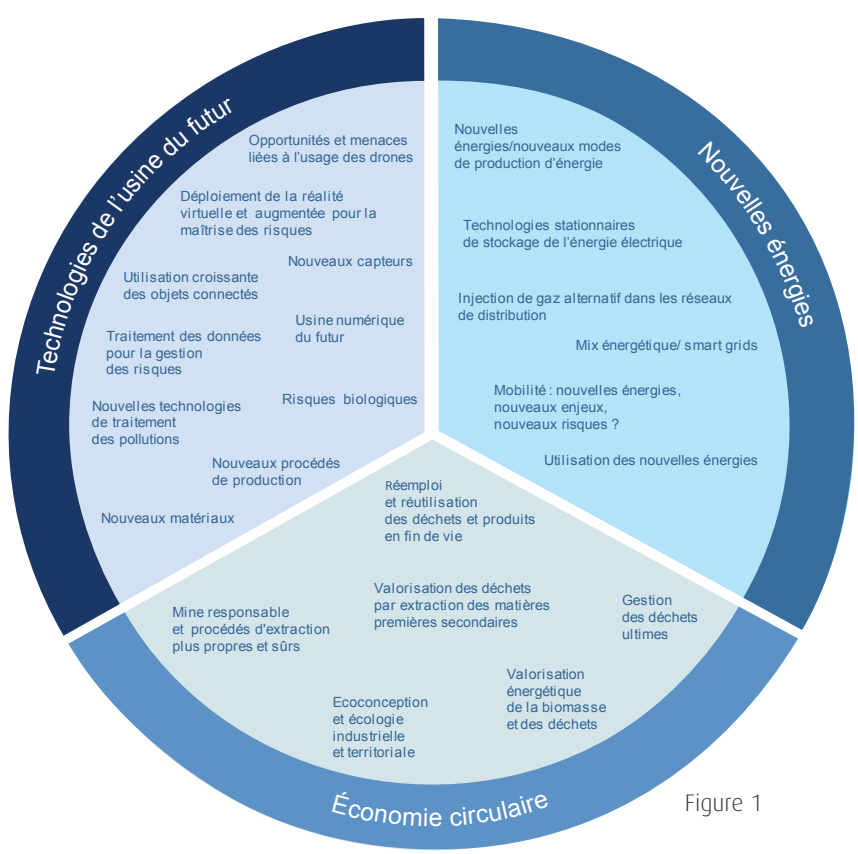 Technologies de l'usine du futur
Opportunités et menaces
liées à l'usage des drones
Déploiement de la réalité
virtuelle et augmentée pour la
maîtrise des risques
Nouveaux capteurs
Utilisation croissante
des objets connectés
Usine numérique
du futur
Traitement des données
pour la gestion
des risques
Risques biologiques
Nouvelles technologies
de traitement
des pollutions
Nouveaux procédés
de production
Nouveaux matériaux
Nouvelles énergies
Nouvelles
énergies/nouveaux modes
de production d'énergie
Technologies stationnaires
de stockage de l'énergie électrique
Injection de gaz alternatif dans les réseaux
de distribution
Mix énergétique/ smart grids
Mobilité : nouvelles énergies,
nouveaux enjeux,
nouveaux risques ?
Utilisation des nouvelles énergies
Réemploi
et réutilisation
des déchets et produits
en fin de vie
Valorisation des déchets
par extraction des matières
premières secondaires
Gestion
des déchets
ultimes
Mine responsable
et procédés d'extraction
plus propres et sûrs
Valorisation
énergétique
de la biomasse
et des déchets
Ecoconception
et écologie
industrielle
et territoriale
Économie circulaire
Figure 1